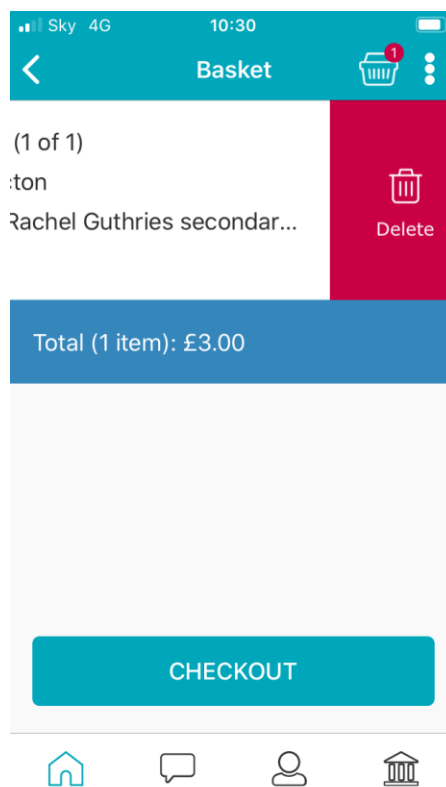 Sky 4G 10:30
Basket 1
(1 of 1)
:ton
Rachel Guthries secondar...
Delete
Total (1 item): £3.00
CHECKOUT